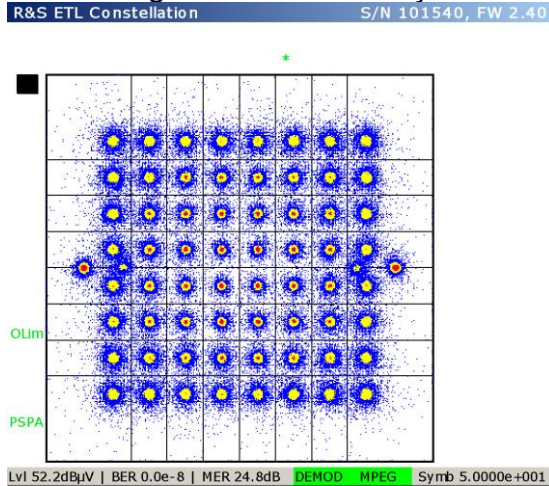 R&S ETL Constellation S/N 101540, FW 2.40
*
OLim
PSPA
Lvl 52.2dBµV | BER 0.0e-8 | MER 24.8dB DEMOD MPEG Symb 5.0000e+001